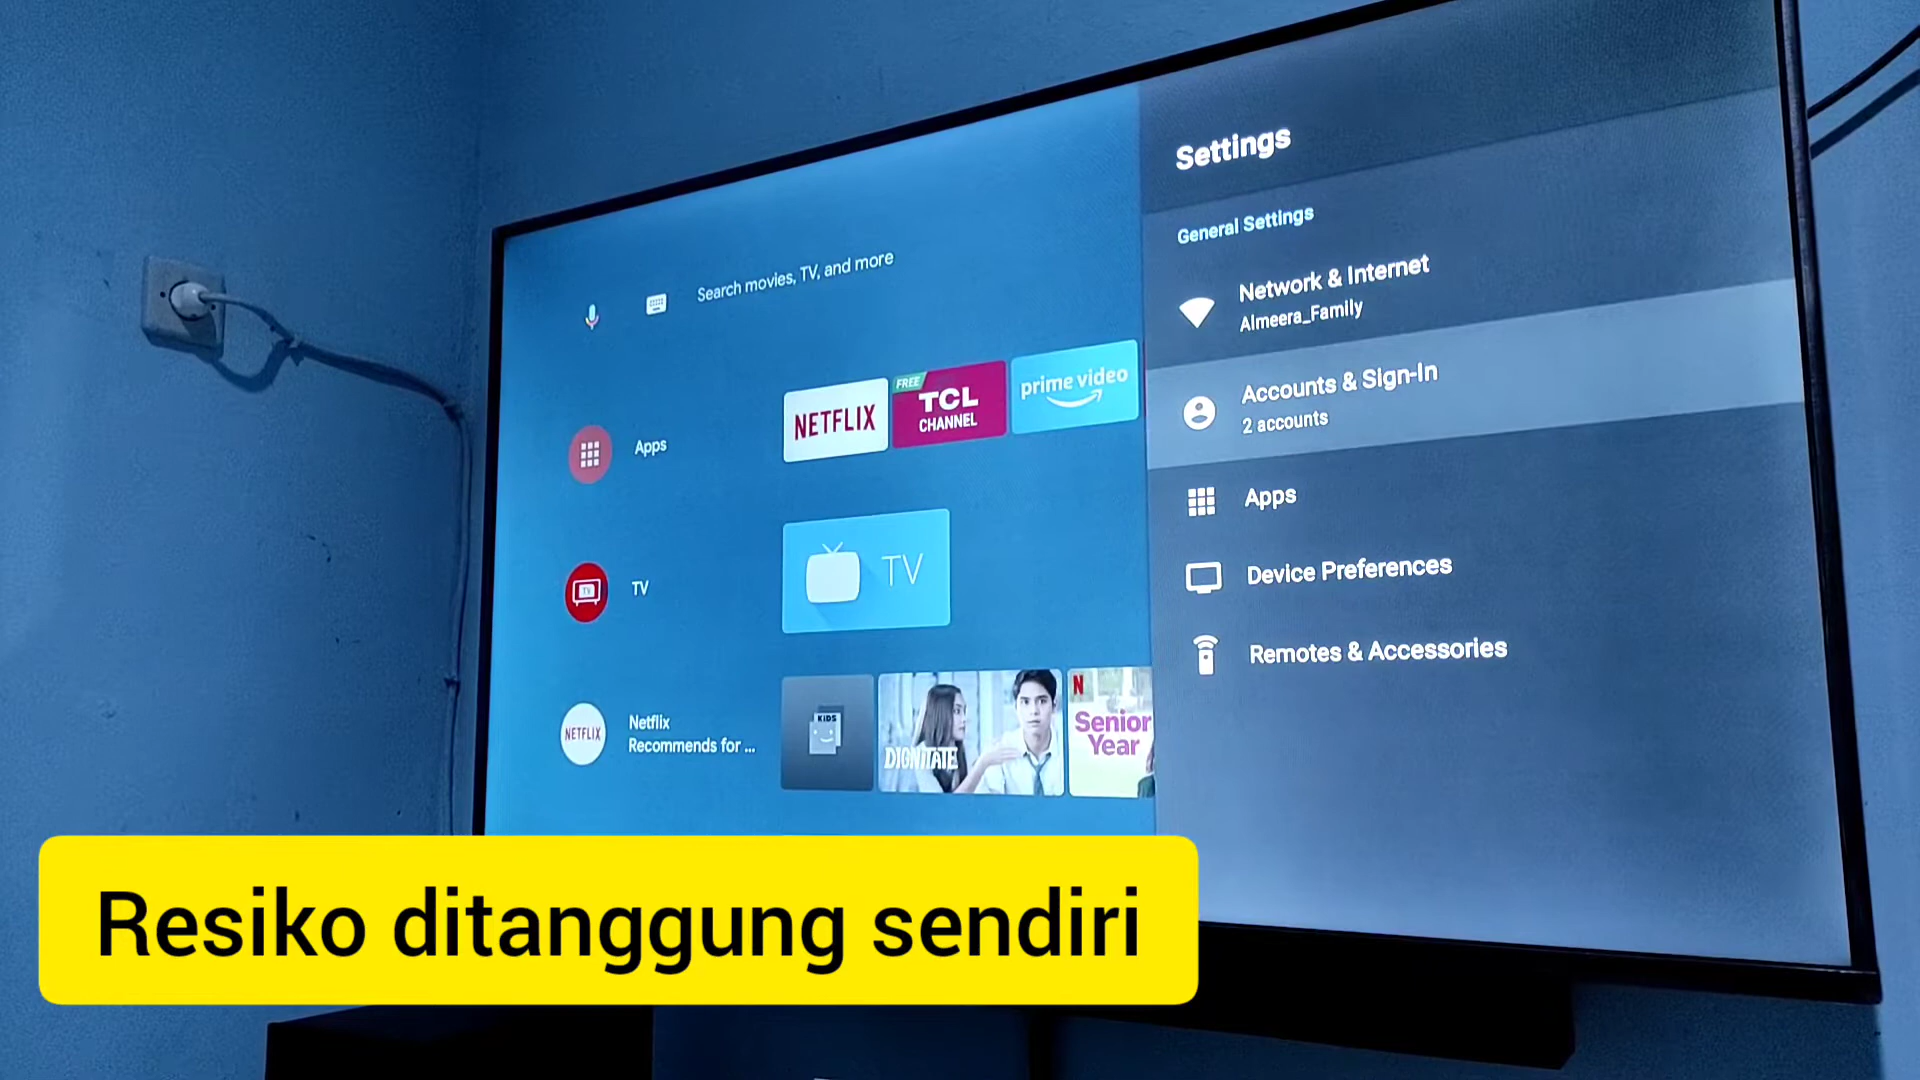 Settings
General Settings
Network & Internet
Almeera_Family
Accounts & Sign-In
2 accounts
Apps
Device Preferences
Remotes & Accessories
Search movies, TV, and more
Apps
NETFLIX
FREE
TCL
CHANNEL
prime video
TV
TV
TV
NETFLIX
Netflix
Recommends for ...
KIDS
DIGNITATE
N
Senior
Year
Resiko ditanggung sendiri